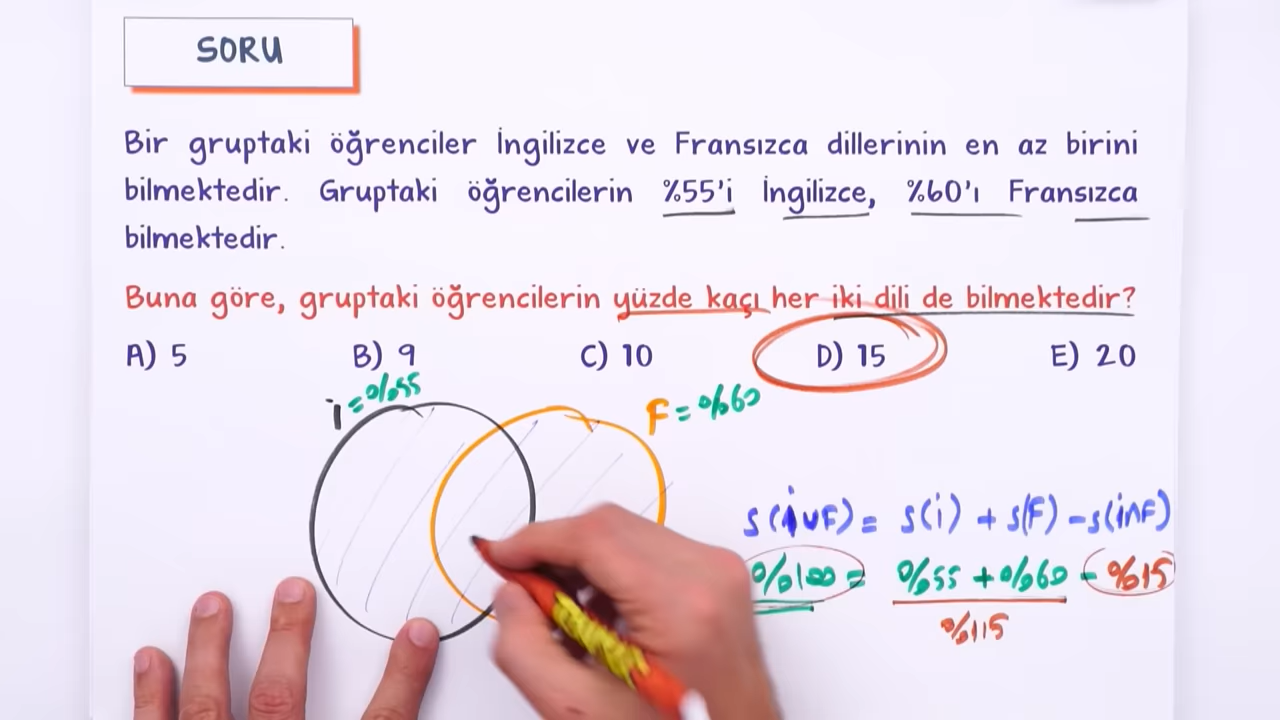 SORU
Bir gruptaki öğrenciler İngilizce ve Fransızca dillerinin en az birini
bilmektedir. Gruptaki öğrencilerin %55'i İngilizce, %60'ı Fransızca
bilmektedir.
Buna göre, gruptaki öğrencilerin yüzde kaçı her iki dili de bilmektedir?
A) 5 B) 9 C) 10 D) 15 E) 20
İ = %55 F = %60
s(İ∪F) = s(İ) + s(F) - s(İ∩F)
%100 = %55 + %60 - %15
%115